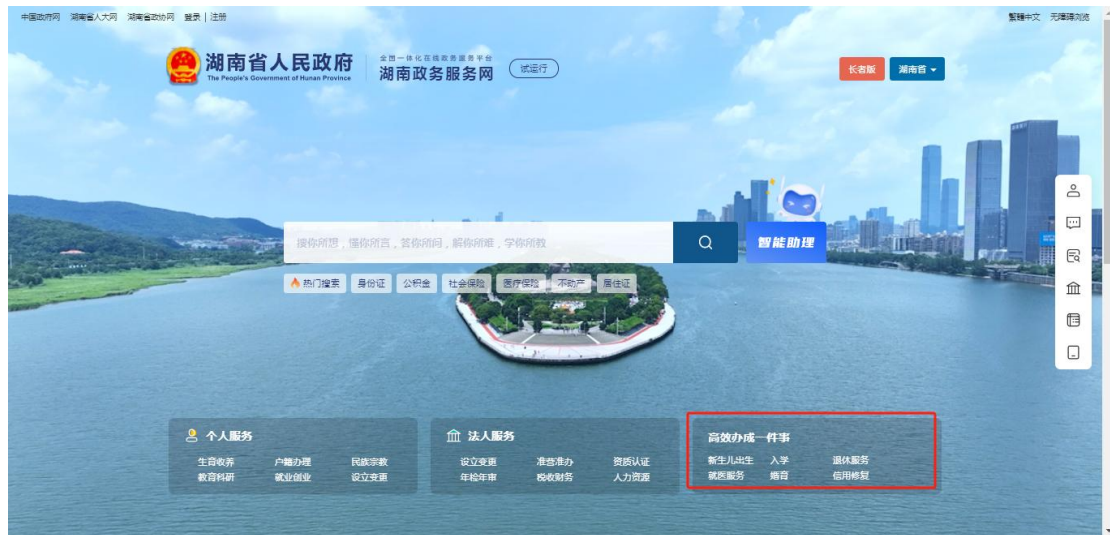 中国政府网 湖南省人大网 湖南省政协网 登录 | 注册 繁體中文 无障碍浏览
湖南省人民政府
The People's Government of Hunan Province
全国一体化在线政务服务平台
湖南政务服务网
试运行
长者版 湖南省
搜你所想，懂你所言，答你所问，解你所难，学你所教
智能助理
热门搜索 身份证 公积金 社会保险 医疗保险 不动产 居住证
个人服务
生育收养 户籍办理 民族宗教
教育科研 就业创业 设立变更
法人服务
设立变更 准营准办 资质认证
年检年审 税收财务 人力资源
高效办成一件事
新生儿出生 入学 退休服务
就医服务 婚育 信用修复